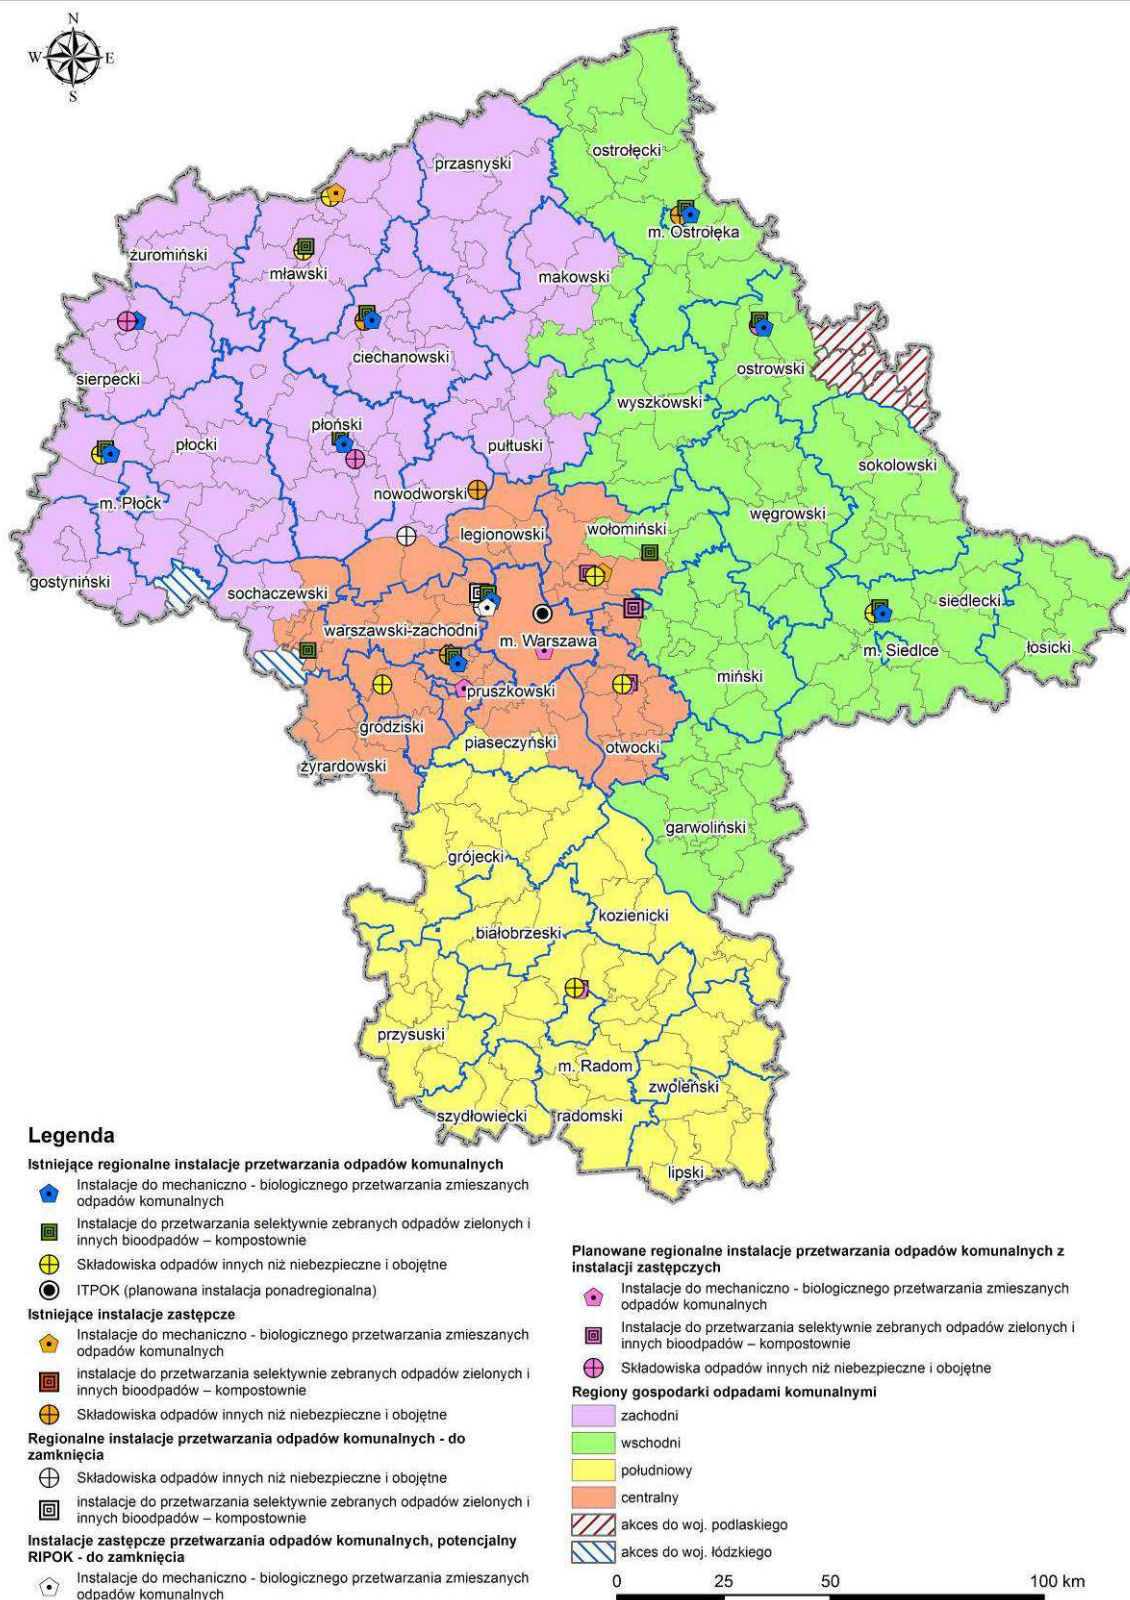 N
W E
S
przasnyski
ostrołęcki
m. Ostrołęka
żuromiński
mławski
makowski
ciechanowski
ostrowski
sierpecki
wyszkowski
płoński
płocki
pułtuski
sokolowski
nowodworski
m. Płock
węgrowski
legionowski
wołomiński
gostyniński
sochaczewski
siedlecki
warszawski-zachodni
m. Warszawa
m. Siedlce
łosicki
miński
pruszkowski
grodziski
piaseczyński
otwocki
żyrardowski
garwoliński
grójecki
kozienicki
białobrzeski
przysuski
m. Radom
zwoleński
szydłowiecki
radomski
lipski
Legenda
Istniejące regionalne instalacje przetwarzania odpadów komunalnych
Instalacje do mechaniczno - biologicznego przetwarzania zmieszanych
odpadów komunalnych
Instalacje do przetwarzania selektywnie zebranych odpadów zielonych i
innych bioodpadów – kompostownie
Składowiska odpadów innych niż niebezpieczne i obojętne
ITPOK (planowana instalacja ponadregionalna)
Istniejące instalacje zastępcze
Instalacje do mechaniczno - biologicznego przetwarzania zmieszanych
odpadów komunalnych
instalacje do przetwarzania selektywnie zebranych odpadów zielonych i
innych bioodpadów – kompostownie
Składowiska odpadów innych niż niebezpieczne i obojętne
Regionalne instalacje przetwarzania odpadów komunalnych - do
zamknięcia
Składowiska odpadów innych niż niebezpieczne i obojętne
instalacje do przetwarzania selektywnie zebranych odpadów zielonych i
innych bioodpadów – kompostownie
Instalacje zastępcze przetwarzania odpadów komunalnych, potencjalny
RIPOK - do zamknięcia
Instalacje do mechaniczno - biologicznego przetwarzania zmieszanych
odpadów komunalnych
Planowane regionalne instalacje przetwarzania odpadów komunalnych z
instalacji zastępczych
Instalacje do mechaniczno - biologicznego przetwarzania zmieszanych
odpadów komunalnych
Instalacje do przetwarzania selektywnie zebranych odpadów zielonych i
innych bioodpadów – kompostownie
Składowiska odpadów innych niż niebezpieczne i obojętne
Regiony gospodarki odpadami komunalnymi
zachodni
wschodni
południowy
centralny
akces do woj. podlaskiego
akces do woj. łódzkiego
0 25 50 100 km